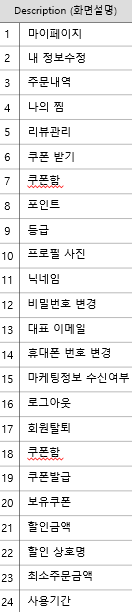 Description (화면설명)
1 마이페이지
2 내 정보수정
3 주문내역
4 나의 찜
5 리뷰관리
6 쿠폰 받기
7 쿠폰함
8 포인트
9 등급
10 프로필 사진
11 닉네임
12 비밀번호 변경
13 대표 이메일
14 휴대폰 번호 변경
15 마케팅정보 수신여부
16 로그아웃
17 회원탈퇴
18 쿠폰함
19 쿠폰발급
20 보유쿠폰
21 할인금액
22 할인 상호명
23 최소주문금액
24 사용기간